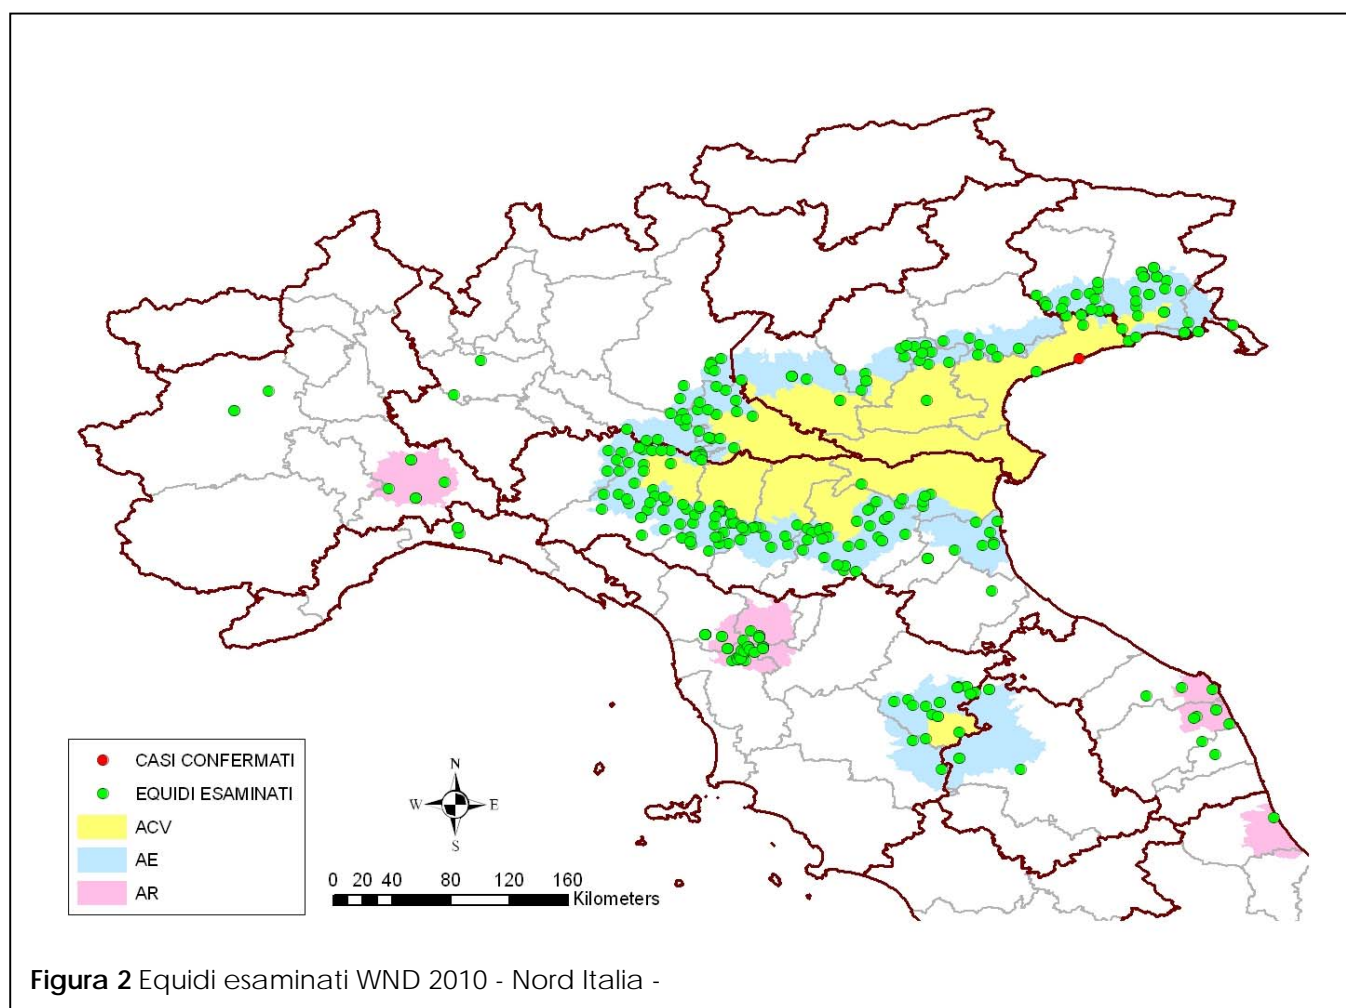 N
W E
S
CASI CONFERMATI
EQUIDI ESAMINATI
ACV
AE
AR
0 20 40 80 120 160
Kilometers
Figura 2 Equidi esaminati WND 2010 - Nord Italia -